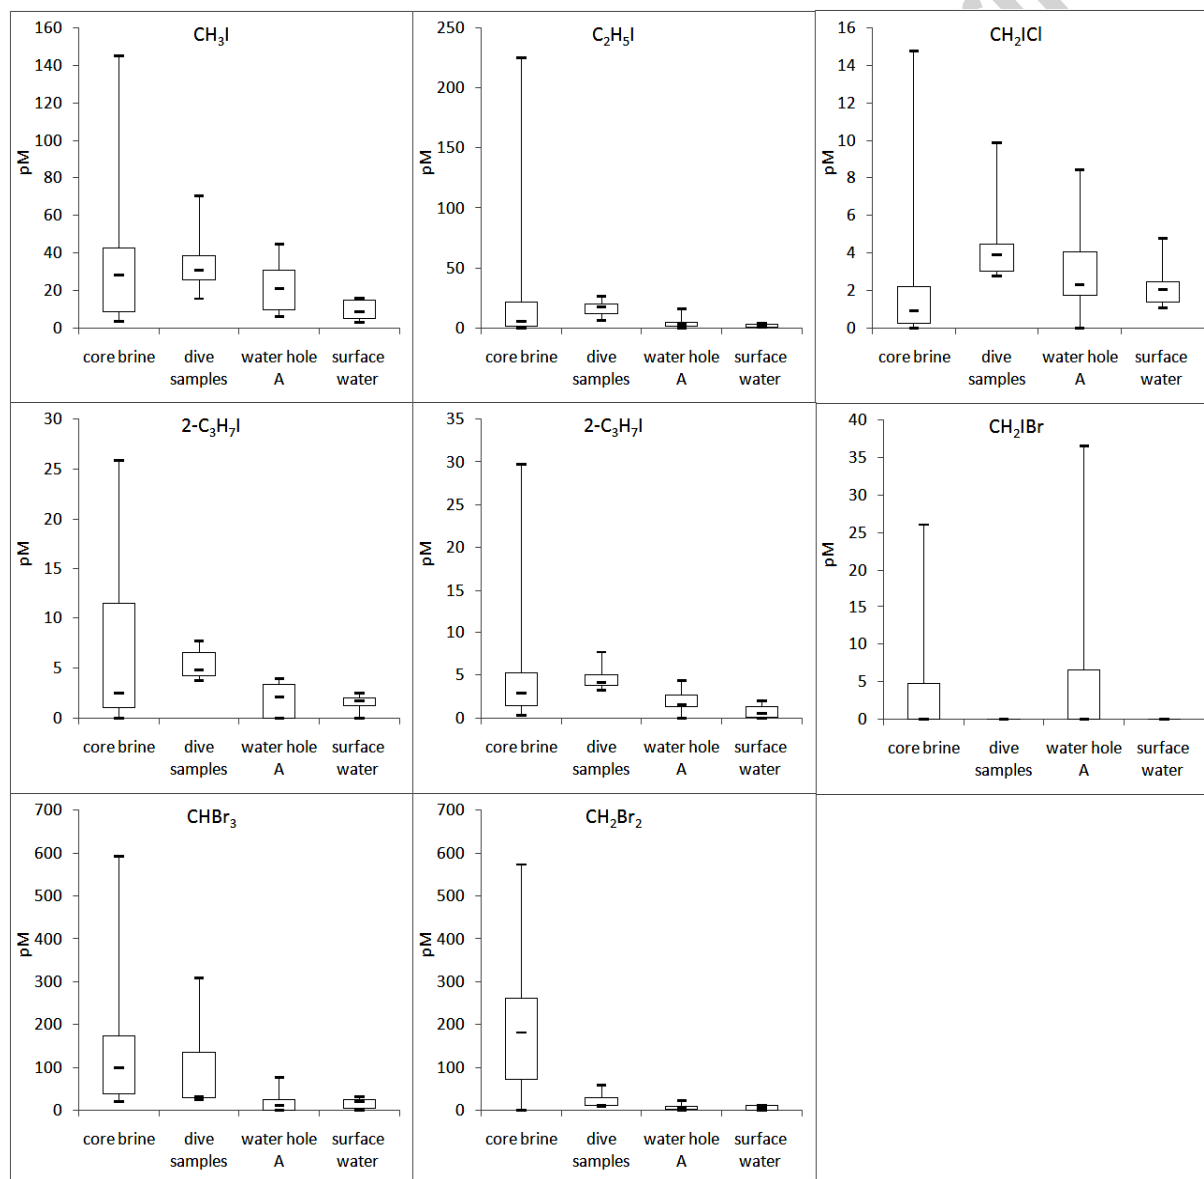 CH₃I
pM
160
140
120
100
80
60
40
20
0
core brine
dive samples
water hole A
surface water
C₂H₅I
pM
250
200
150
100
50
0
core brine
dive samples
water hole A
surface water
CH₂ICl
pM
16
14
12
10
8
6
4
2
0
core brine
dive samples
water hole A
surface water
2-C₃H₇I
pM
30
25
20
15
10
5
0
core brine
dive samples
water hole A
surface water
2-C₃H₇I
pM
35
30
25
20
15
10
5
0
core brine
dive samples
water hole A
surface water
CH₂IBr
pM
40
35
30
25
20
15
10
5
0
core brine
dive samples
water hole A
surface water
CHBr₃
pM
700
600
500
400
300
200
100
0
core brine
dive samples
water hole A
surface water
CH₂Br₂
pM
700
600
500
400
300
200
100
0
core brine
dive samples
water hole A
surface water